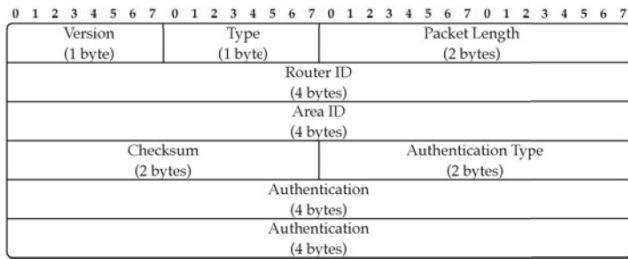 0 1 2 3 4 5 6 7 0 1 2 3 4 5 6 7 0 1 2 3 4 5 6 7 0 1 2 3 4 5 6 7
Version Type Packet Length
(1 byte) (1 byte) (2 bytes)
Router ID
(4 bytes)
Area ID
(4 bytes)
Checksum Authentication Type
(2 bytes) (2 bytes)
Authentication
(4 bytes)
Authentication
(4 bytes)